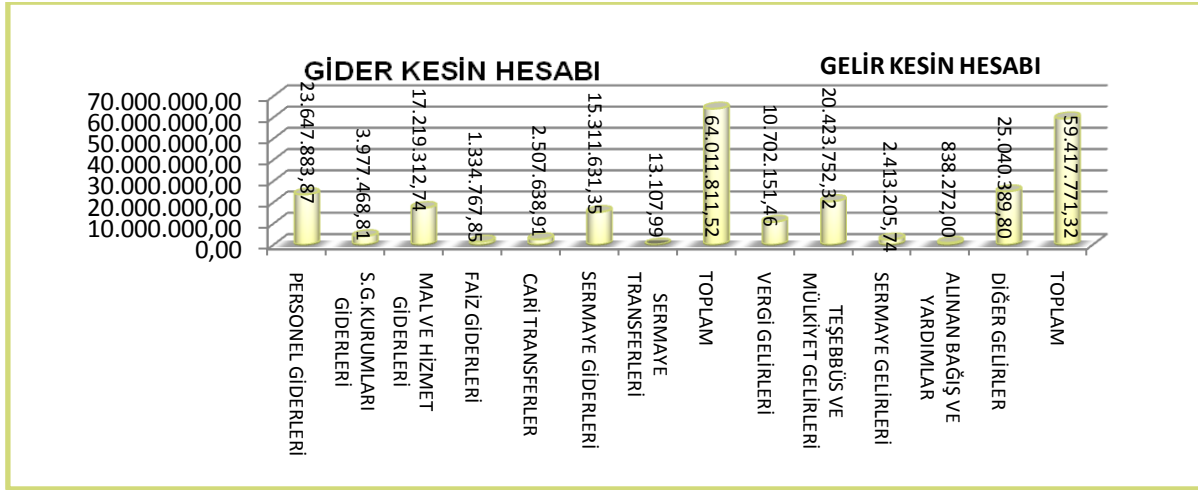 GİDER KESİN HESABI
GELİR KESİN HESABI
70.000.000,00
60.000.000,00
50.000.000,00
40.000.000,00
30.000.000,00
20.000.000,00
10.000.000,00
0,00
23.647.883,87
3.977.468,81
17.219.312,74
1.334.767,85
2.507.638,91
15.311.631,35
13.107,99
64.011.811,52
10.702.151,46
20.423.752,32
2.413.205,74
838.272,00
25.040.389,80
59.417.771,32
PERSONEL GİDERLERİ
S.G.KURUMLARI
GİDERLERİ
MAL VE HİZMET
GİDERLERİ
FAİZ GİDERLERİ
CARİ TRANSFERLER
SERMAYE GİDERLERİ
SERMAYE
TRANSFERLERİ
TOPLAM
VERGİ GELİRLERİ
TEŞEBBÜS VE
MÜLKİYET GELİRLERİ
SERMAYE GELİRLERİ
ALINAN BAĞIŞ VE
YARDIMLAR
DİĞER GELİRLER
TOPLAM